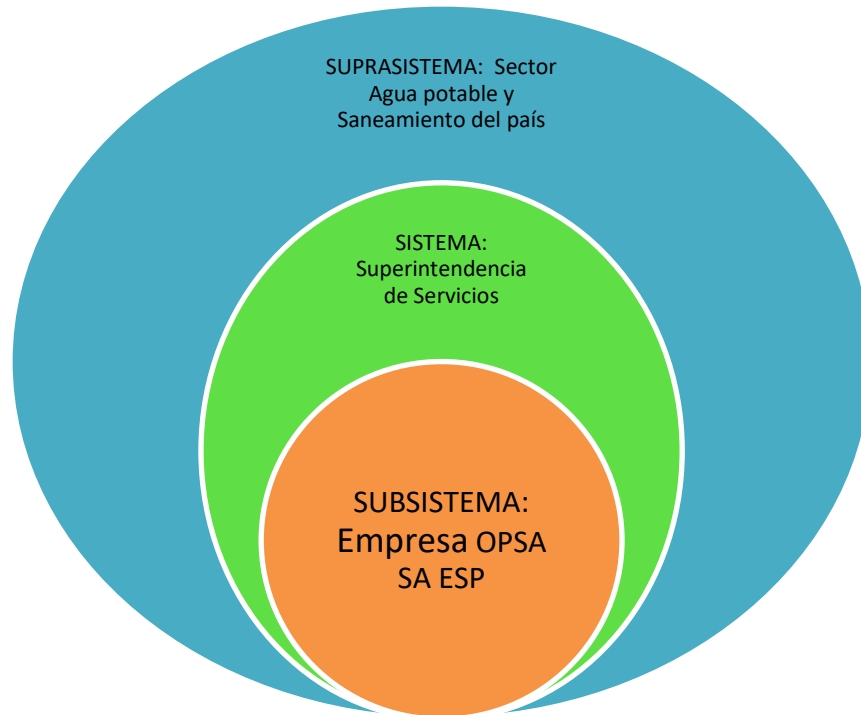 SUPRASISTEMA: Sector
Agua potable y
Saneamiento del país
SISTEMA:
Superintendencia
de Servicios
SUBSISTEMA:
Empresa OPSA
SA ESP